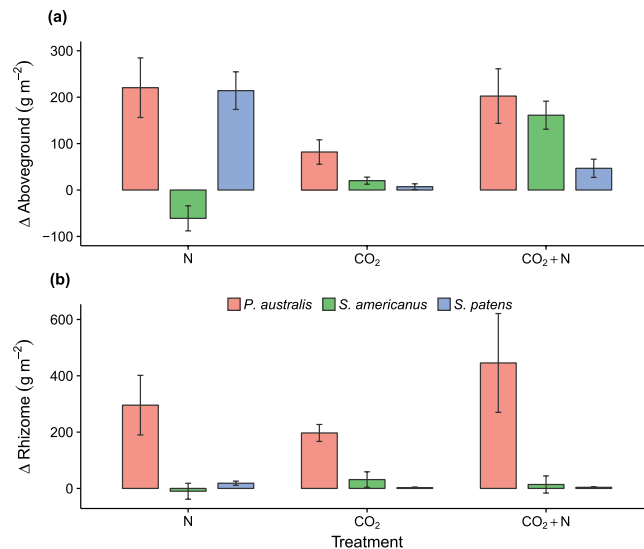 (a)
Δ Aboveground (g m⁻²)
300
200
100
0
−100
N
CO₂
CO₂+N
(b)
P. australis
S. americanus
S. patens
Δ Rhizome (g m⁻²)
600
400
200
0
N
CO₂
CO₂+N
Treatment